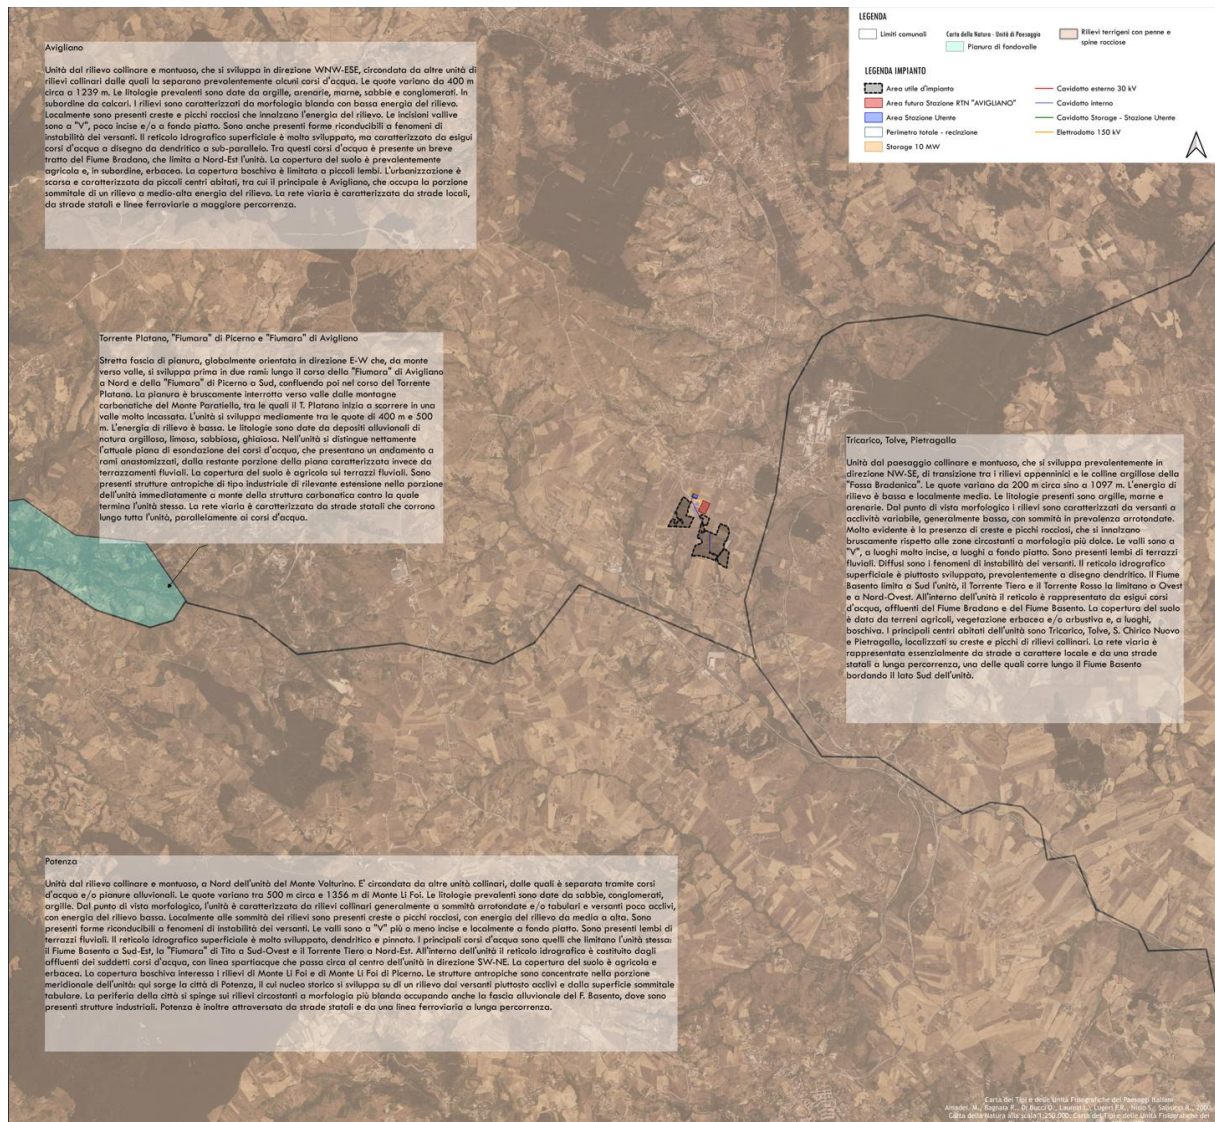 LEGENDA
Limiti comunali
Carta della Natura - Unità di Paesaggio
Pianura di fondovalle
Rilievi terrigeni con penne e
spine rocciose
LEGENDA IMPIANTO
Area utile d'impianto
Area futura Stazione RTN "AVIGLIANO"
Area Stazione Utente
Perimetro totale - recinzione
Storage 10 MW
Cavidotto esterno 30 kV
Cavidotto interno
Cavidotto Storage - Stazione Utente
Elettrodotto 150 kV
Avigliano
Unità dal rilievo collinare e montuoso, che si sviluppa in direzione WNW-ESE, circondata da altre unità di
rilievi collinari dalle quali la separano prevalentemente alcuni corsi d'acqua. Le quote variano da 400 m
circa a 1239 m. Le litologie prevalenti sono date da argille, arenarie, marne, sabbie e conglomerati. In
subordine da calcari. I rilievi sono caratterizzati da morfologia blanda con bassa energia del rilievo.
Localmente sono presenti creste e picchi rocciosi che innalzano l'energia del rilievo. Le incisioni vallive
sono a "V", poco incise e/o a fondo piatto. Sono anche presenti forme riconducibili a fenomeni di
instabilità dei versanti. Il reticolo idrografico superficiale è molto sviluppato, ma caratterizzato da esigui
corsi d'acqua a disegno da dendritico a sub-parallelo. Tra questi corsi d'acqua è presente un breve
tratto del Fiume Bradano, che limita a Nord-Est l'unità. La copertura del suolo è prevalentemente
agricola e, in subordine, erbacea. La copertura boschiva è limitata a piccoli lembi. L'urbanizzazione è
scarsa e caratterizzata da piccoli centri abitati, tra cui il principale è Avigliano, che occupa la porzione
sommitale di un rilievo a medio-alta energia del rilievo. La rete viaria è caratterizzata da strade locali,
da strade statali e linee ferroviarie a maggiore percorrenza.
Torrente Platano, "Fiumara" di Picerno e "Fiumara" di Avigliano
Stretta fascia di pianura, globalmente orientata in direzione E-W che, da monte
verso valle, si sviluppa prima in due rami: lungo il corso della "Fiumara" di Avigliano
a Nord e della "Fiumara" di Picerno a Sud, confluendo poi nel corso del Torrente
Platano. La pianura è bruscamente interrotta verso valle dalle montagne
carbonatiche del Monte Paratiello, tra le quali il T. Platano inizia a scorrere in una
valle molto incassata. L'unità si sviluppa mediamente tra le quote di 400 m e 500
m. L'energia di rilievo è bassa. Le litologie sono date da depositi alluvionali di
natura argillosa, limosa, sabbiosa, ghiaiosa. Nell'unità si distingue nettamente
l'attuale piana di esondazione dei corsi d'acqua, che presentano un andamento a
rami anastomizzati, dalla restante porzione della piana caratterizzata invece da
terrazzamenti fluviali. La copertura del suolo è agricola sui terrazzi fluviali. Sono
presenti strutture antropiche di tipo industriale di rilevante estensione nella porzione
dell'unità immediatamente a monte della struttura carbonatica contro la quale
termina l'unità stessa. La rete viaria è caratterizzata da strade statali che corrono
lungo tutta l'unità, parallelamente ai corsi d'acqua.
Tricarico, Tolve, Pietragalla
Unità dal paesaggio collinare e montuoso, che si sviluppa prevalentemente in
direzione NW-SE, di transizione tra i rilievi appenninici e le colline argillose della
"Fossa Bradanica". Le quote variano da 200 m circa sino a 1097 m. L'energia di
rilievo è bassa e localmente media. Le litologie presenti sono argille, marne e
arenarie. Dal punto di vista morfologico i rilievi sono caratterizzati da versanti a
acclività variabile, generalmente bassa, con sommità in prevalenza arrotondate.
Molto evidente è la presenza di creste e picchi rocciosi, che si innalzano
bruscamente rispetto alle zone circostanti a morfologia più dolce. Le valli sono a
"V", a luoghi molto incise, a luoghi a fondo piatto. Sono presenti lembi di terrazzi
fluviali. Diffusi sono i fenomeni di instabilità dei versanti. Il reticolo idrografico
superficiale è piuttosto sviluppato, prevalentemente a disegno dendritico. Il Fiume
Basento limita a Sud l'unità, il Torrente Tiero e il Torrente Rosso la limitano a Ovest
e a Nord-Ovest. All'interno dell'unità il reticolo è rappresentato da esigui corsi
d'acqua, affluenti del Fiume Bradano e del Fiume Basento. La copertura del suolo
è data da terreni agricoli, vegetazione erbacea e/o arbustiva e, a luoghi,
boschiva. I principali centri abitati dell'unità sono Tricarico, Tolve, S. Chirico Nuovo
e Pietragalla, localizzati su creste e picchi di rilievi collinari. La rete viaria è
rappresentata essenzialmente da strade a carattere locale e da una strade
statali a lunga percorrenza, una delle quali corre lungo il Fiume Basento
bordando il lato Sud dell'unità.
Potenza
Unità dal rilievo collinare e montuoso, a Nord dell'unità del Monte Volturino. E' circondata da altre unità collinari, dalle quali è separata tramite corsi
d'acqua e/o pianure alluvionali. Le quote variano tra 500 m circa e 1356 m di Monte Li Foi. Le litologie prevalenti sono date da sabbie, conglomerati,
argille. Dal punto di vista morfologico, l'unità è caratterizzata da rilievi collinari generalmente a sommità arrotondate e/o tabulari e versanti poco acclivi,
con energia del rilievo bassa. Localmente alle sommità dei rilievi sono presenti creste o picchi rocciosi, con energia del rilievo da media a alta. Sono
presenti forme riconducibili a fenomeni di instabilità dei versanti. Le valli sono a "V" più o meno incise e localmente a fondo piatto. Sono presenti lembi di
terrazzi fluviali. Il reticolo idrografico superficiale è molto sviluppato, dendritico e pinnato. I principali corsi d'acqua sono quelli che limitano l'unità stessa:
il Fiume Basento a Sud-Est, la "Fiumara" di Tito a Sud-Ovest e il Torrente Tiero a Nord-Est. All'interno dell'unità il reticolo idrografico è costituito dagli
affluenti dei suddetti corsi d'acqua, con linea spartiacque che passa circa al centro dell'unità in direzione SW-NE. La copertura del suolo è agricola e
erbacea. La copertura boschiva interessa i rilievi di Monte Li Foi e di Monte Li Foi di Picerno. Le strutture antropiche sono concentrate nella porzione
meridionale dell'unità: qui sorge la città di Potenza, il cui nucleo storico si sviluppa su di un rilievo dai versanti piuttosto acclivi e dalla superficie sommitale
tabulare. La periferia della città si spinge sui rilievi circostanti a morfologia più blanda occupando anche la fascia alluvionale del F. Basento, dove sono
presenti strutture industriali. Potenza è inoltre attraversata da strade statali e da una linea ferroviaria a lunga percorrenza.
Carta dei Tipi e delle Unità Fisiografiche dei Paesaggi Italiani
Amadei, M., Bagnaia R., Di Bucci D., Laureti L., Lugeri F.R., Nisio S., Salvucci R., 2000.
Carta della Natura alla scala 1:250.000: Carta dei Tipi e delle Unità Fisiografiche dei